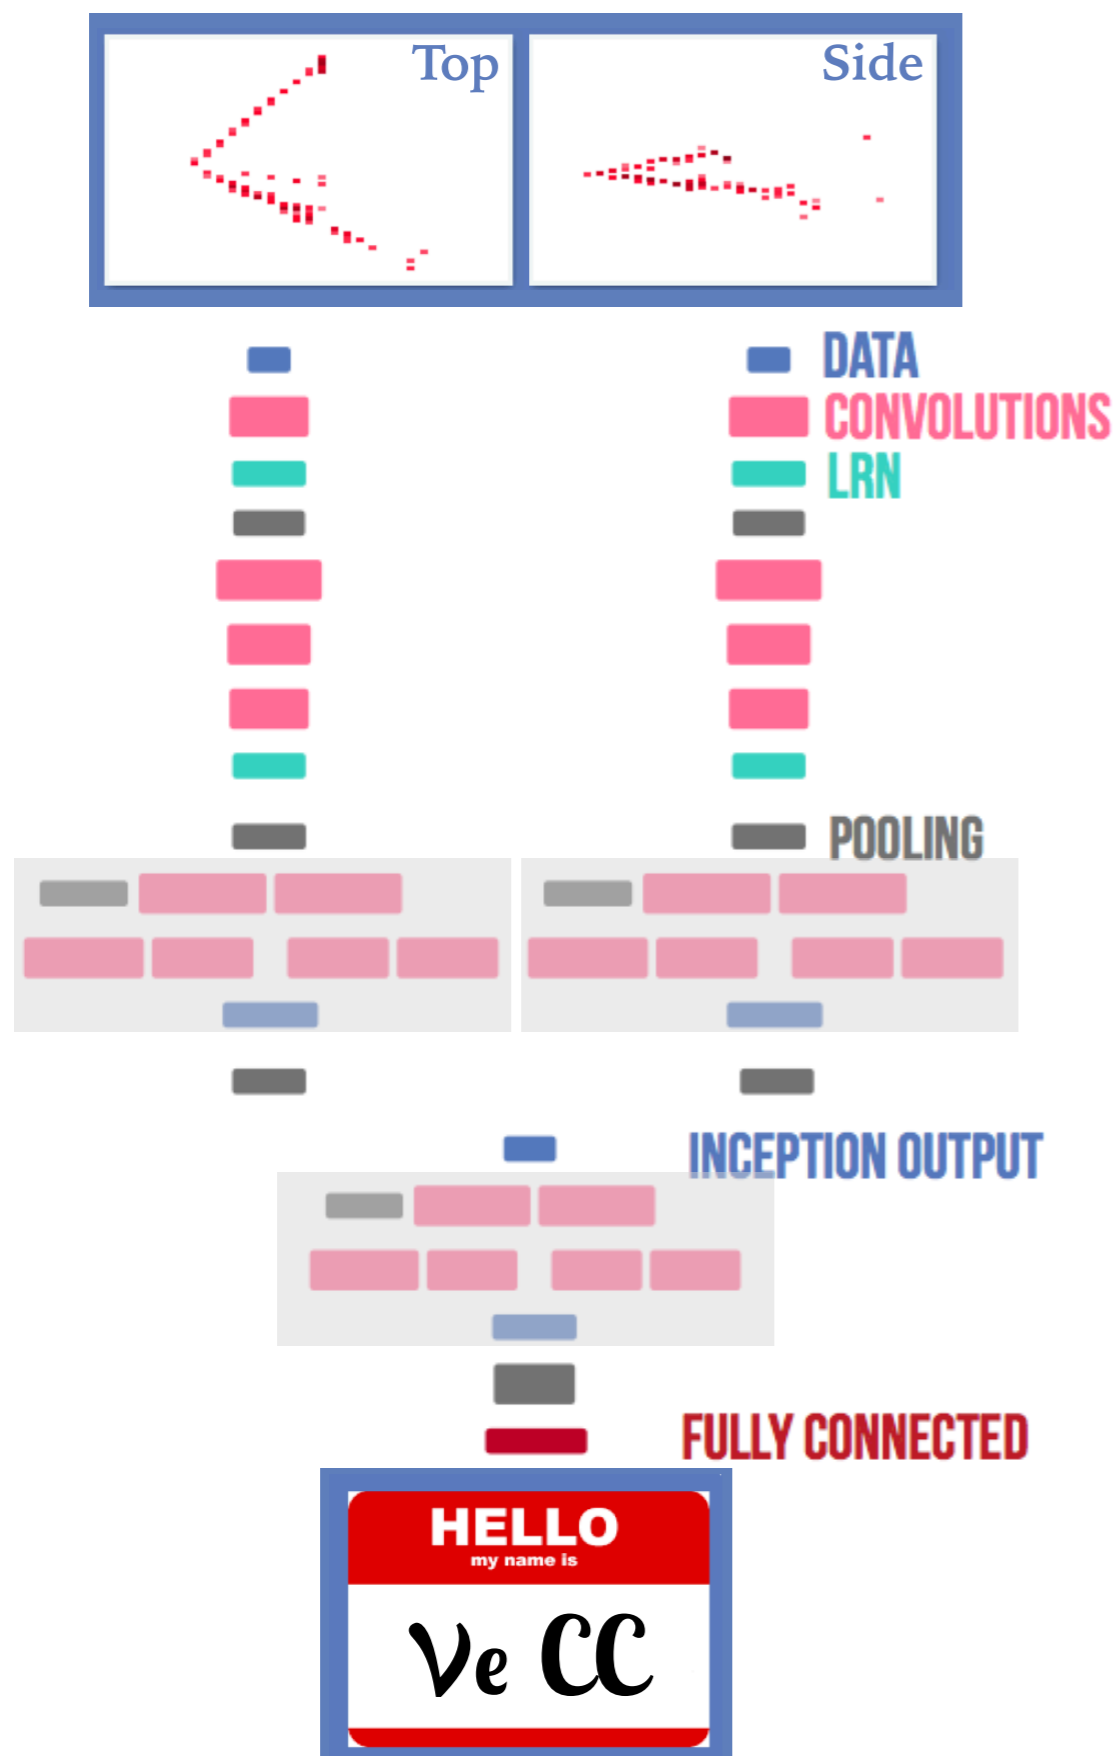 Top
Side
DATA
CONVOLUTIONS
LRN
POOLING
INCEPTION OUTPUT
FULLY CONNECTED
HELLO
my name is
νe CC